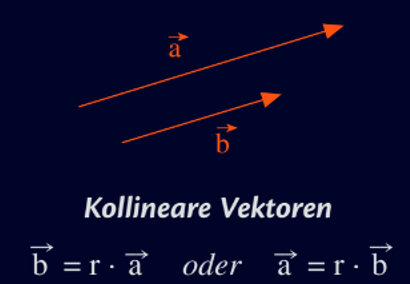 a⃗
b⃗
Kollineare Vektoren
b⃗ = r · a⃗ oder a⃗ = r · b⃗